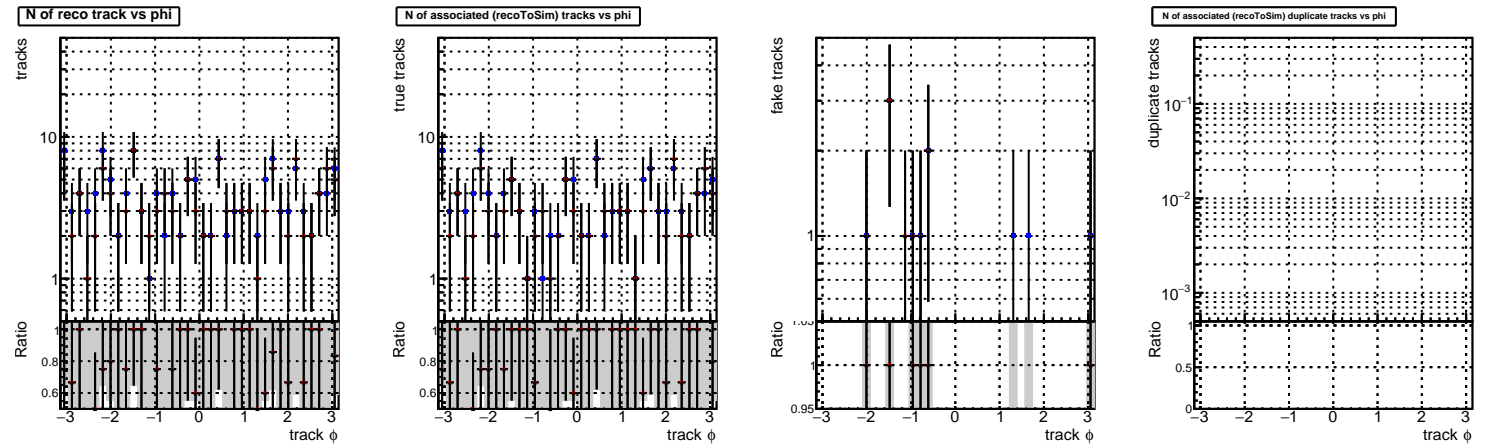 N of reco track vs phi
tracks
10
1
Ratio
1
0.8
0.6
−3 −2 −1 0 1 2 3
track ϕ
N of associated (recoToSim) tracks vs phi
true tracks
10
1
Ratio
1
0.8
0.6
−3 −2 −1 0 1 2 3
track ϕ
fake tracks
1
Ratio
1
0.95
−3 −2 −1 0 1 2 3
track ϕ
N of associated (recoToSim) duplicate tracks vs phi
duplicate tracks
10⁻¹
10⁻²
10⁻³
Ratio
1
0.5
0
−3 −2 −1 0 1 2 3
track ϕ